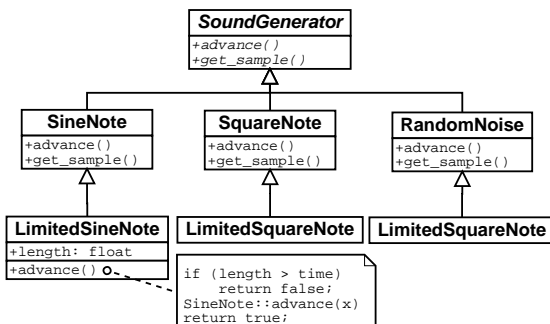 SoundGenerator
+advance()
+get_sample()
SineNote
+advance()
+get_sample()
SquareNote
+advance()
+get_sample()
RandomNoise
+advance()
+get_sample()
LimitedSineNote
+length: float
+advance()
LimitedSquareNote
LimitedSquareNote
if (length > time)
return false;
SineNote::advance(x)
return true;